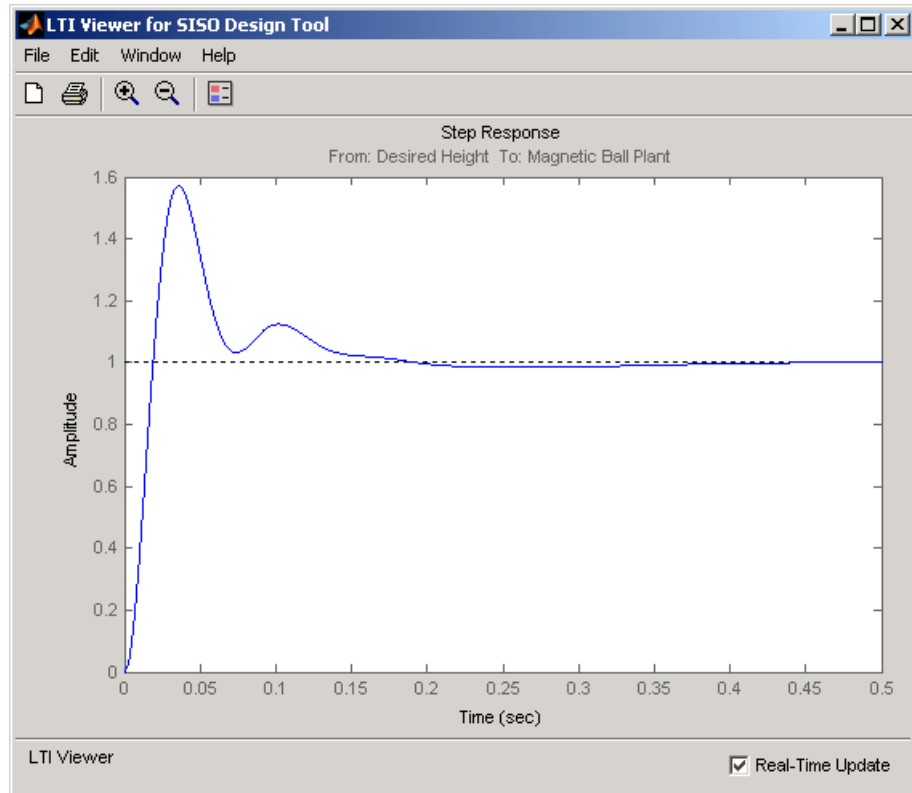 LTI Viewer for SISO Design Tool
File Edit Window Help
Step Response
From: Desired Height To: Magnetic Ball Plant
1.6
1.4
1.2
1
0.8
0.6
0.4
0.2
0
Amplitude
0 0.05 0.1 0.15 0.2 0.25 0.3 0.35 0.4 0.45 0.5
Time (sec)
LTI Viewer
Real-Time Update